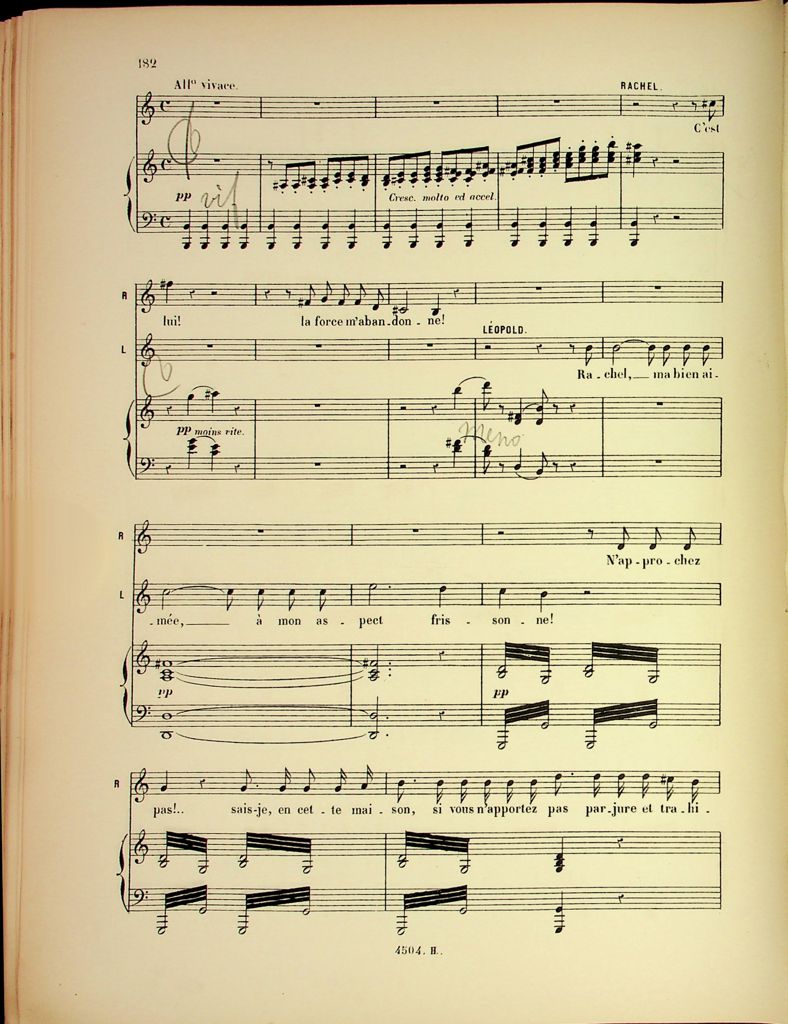 182
Allº vivace.
RACHEL.
C'est
pp vif
Cresc. molto ed accel.
R
lui! la force m'aban - don - ne!
LÉOPOLD.
L
Ra - chel, ma bien ai -
pp moins vite.
meno
R
N'ap - pro - chez
L
- mée, à mon as - pect fris - son - ne!
pp pp
R
pas!.. sais-je, en cet - te mai - son, si vous n'apportez pas par - jure et tra - hi -
4504. H.